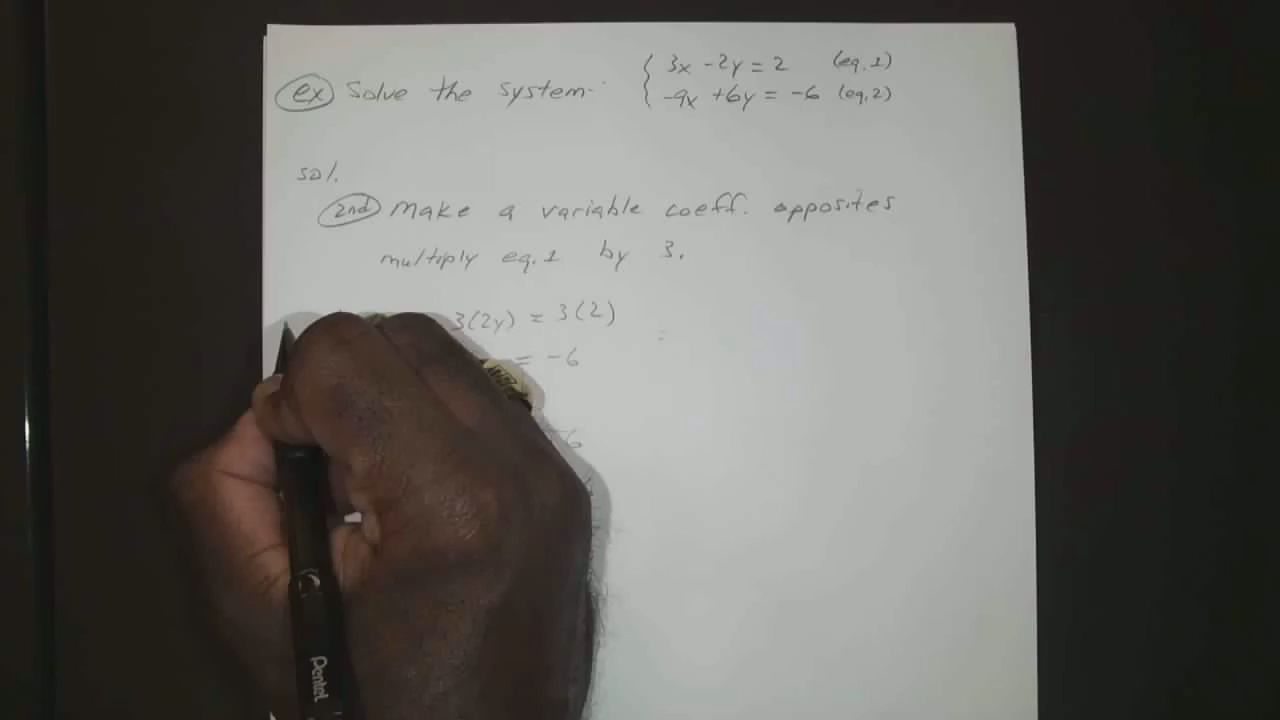 ex Solve the system. { 3x - 2y = 2 (eq.1)
-9x + 6y = -6 (eq.2)
sol.
2nd Make a variable coeff. opposites
multiply eq.1 by 3.
3(2y) = 3(2)
= -6
=
-6
Pentel